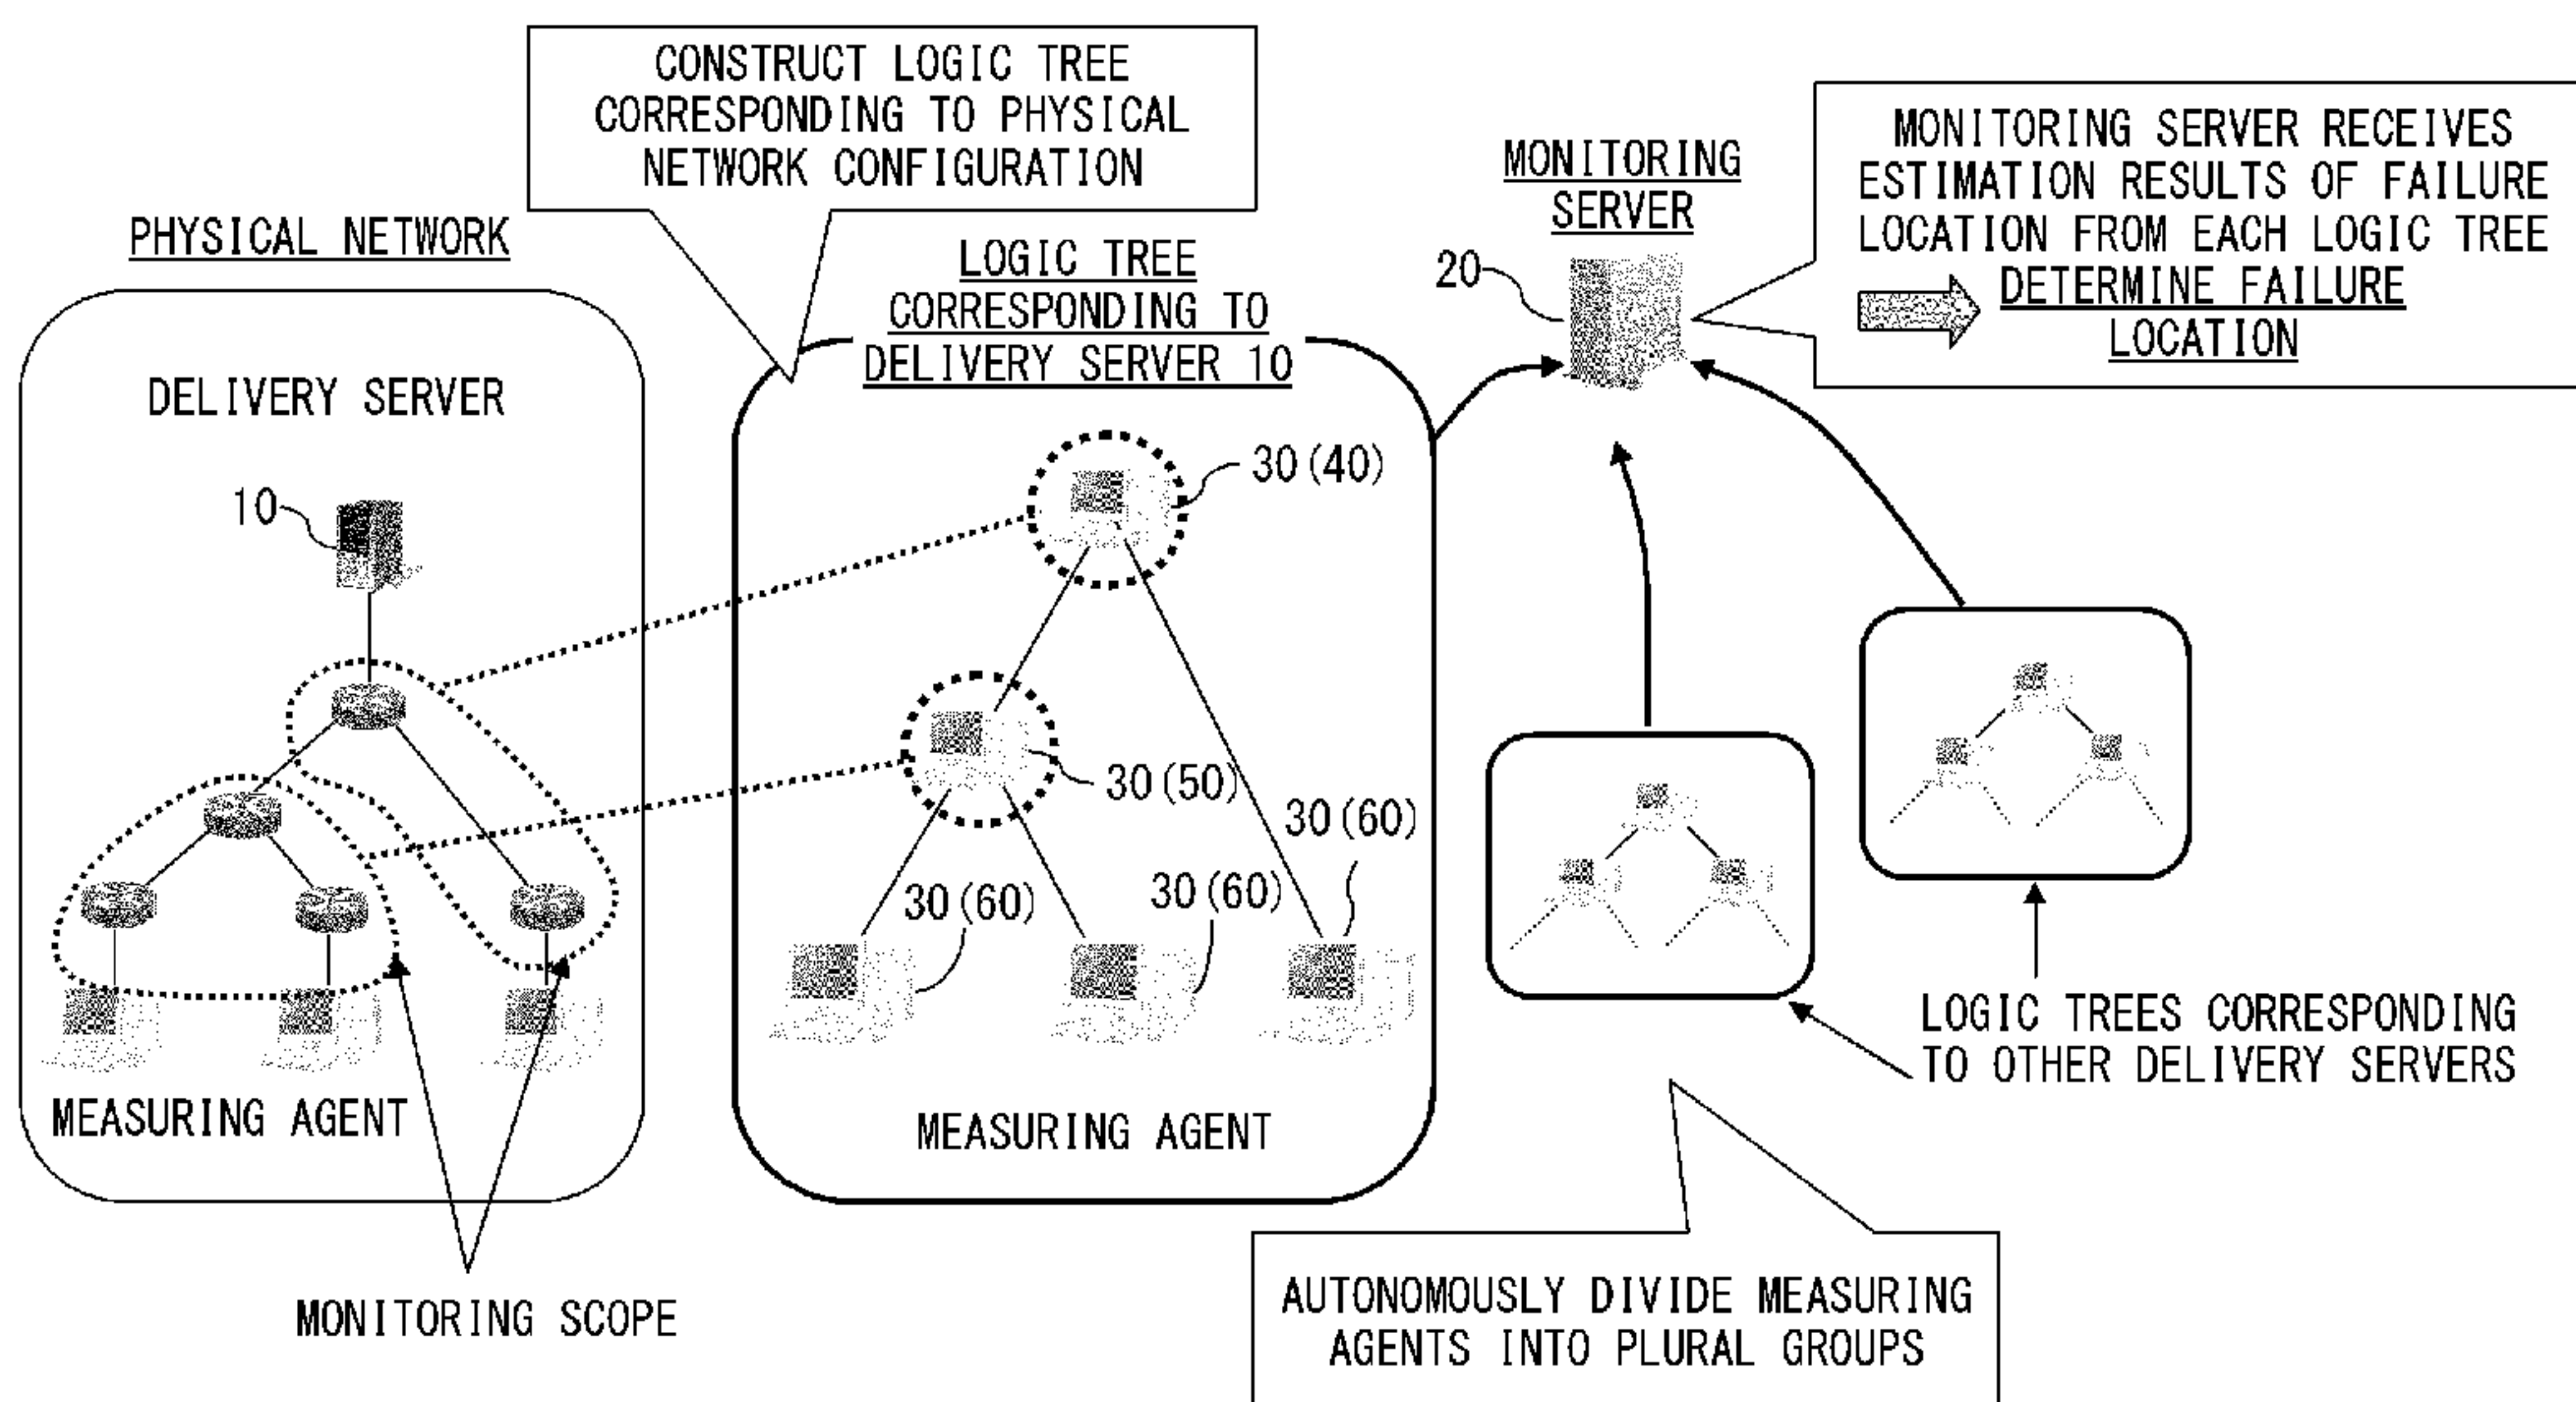 CONSTRUCT LOGIC TREE
CORRESPONDING TO PHYSICAL
NETWORK CONFIGURATION
PHYSICAL NETWORK
DELIVERY SERVER
10
MEASURING AGENT
MONITORING SCOPE
LOGIC TREE
CORRESPONDING TO
DELIVERY SERVER 10
30(40)
30(50)
30(60)
30(60)
30(60)
MEASURING AGENT
MONITORING
SERVER
20
MONITORING SERVER RECEIVES
ESTIMATION RESULTS OF FAILURE
LOCATION FROM EACH LOGIC TREE
DETERMINE FAILURE
LOCATION
LOGIC TREES CORRESPONDING
TO OTHER DELIVERY SERVERS
AUTONOMOUSLY DIVIDE MEASURING
AGENTS INTO PLURAL GROUPS